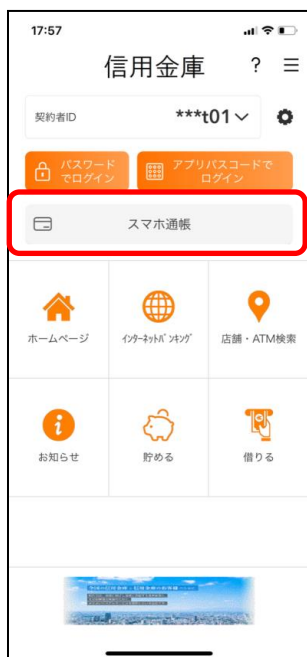 17:57
信用金庫 ?
契約者ID ***t01
パスワード
でログイン
アプリパスコードで
ログイン
スマホ通帳
ホームページ
インターネットバンキング
店舗・ATM検索
お知らせ
貯める
借りる